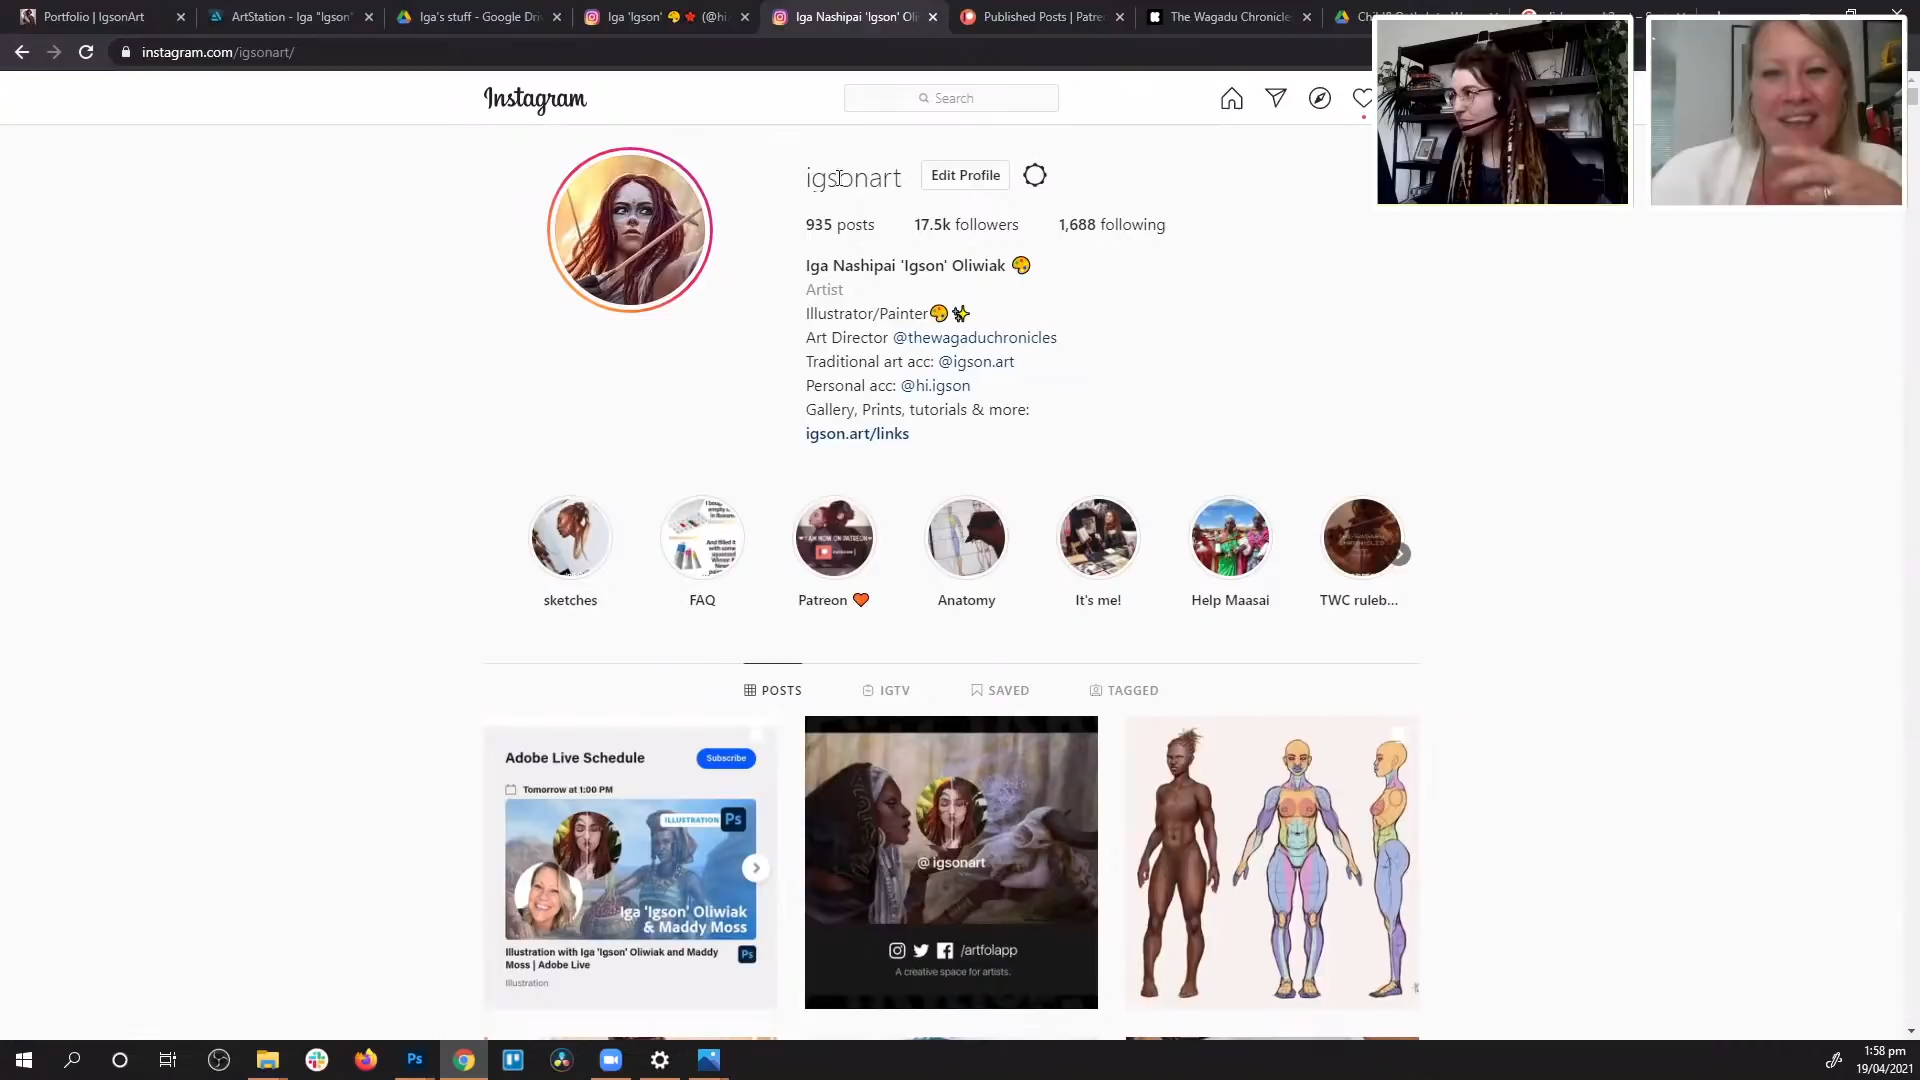 Portfolio | IgsonArt
ArtStation - Iga "Igson"
Iga's stuff - Google Dri
Iga 'Igson' (@hi.
Iga Nashipai 'Igson' Oli
Published Posts | Patre
The Wagadu Chronicle
instagram.com/igsonart/
Instagram
Search
igsonart
Edit Profile
935 posts
17.5k followers
1,688 following
Iga Nashipai 'Igson' Oliwiak
Artist
Illustrator/Painter
Art Director @thewagaduchronicles
Traditional art acc: @igson.art
Personal acc: @hi.igson
Gallery, Prints, tutorials & more:
igson.art/links
sketches
FAQ
Patreon
Anatomy
It's me!
Help Maasai
TWC ruleb...
POSTS
IGTV
SAVED
TAGGED
Adobe Live Schedule
Subscribe
Tomorrow at 1:00 PM
ILLUSTRATION Ps
Iga 'Igson' Oliwiak
& Maddy Moss
Illustration with Iga 'Igson' Oliwiak and Maddy
Moss | Adobe Live
Ps
Illustration
@igsonart
/artfolapp
A creative space for artists.
Ps
1:58 pm
19/04/2021